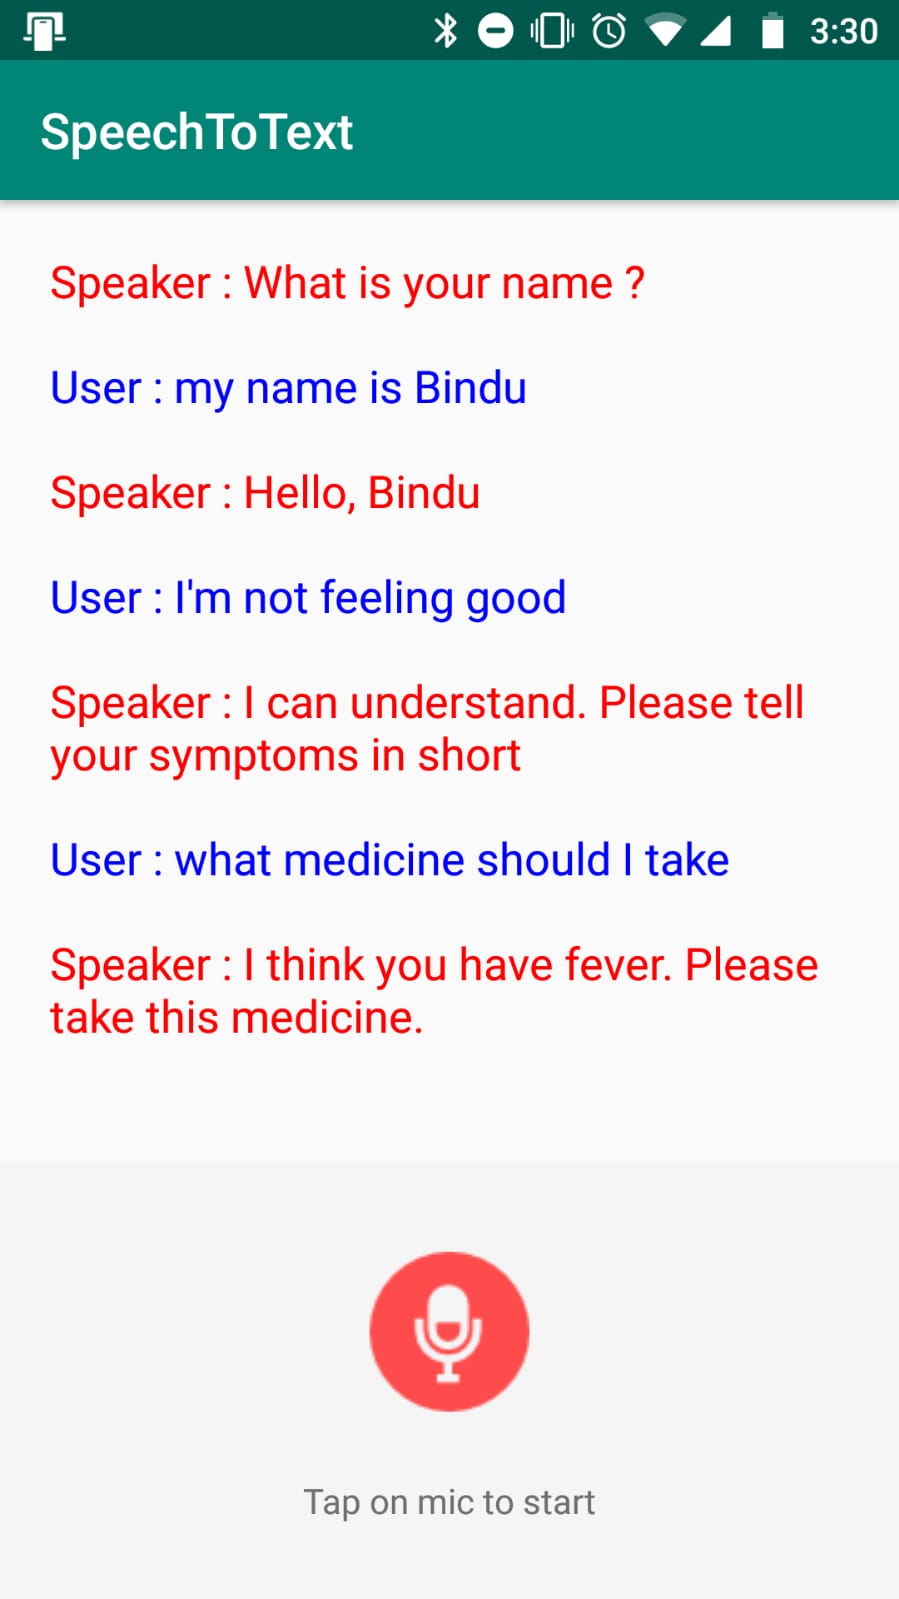 3:30
SpeechToText
Speaker : What is your name ?
User : my name is Bindu
Speaker : Hello, Bindu
User : I'm not feeling good
Speaker : I can understand. Please tell
your symptoms in short
User : what medicine should I take
Speaker : I think you have fever. Please
take this medicine.
Tap on mic to start